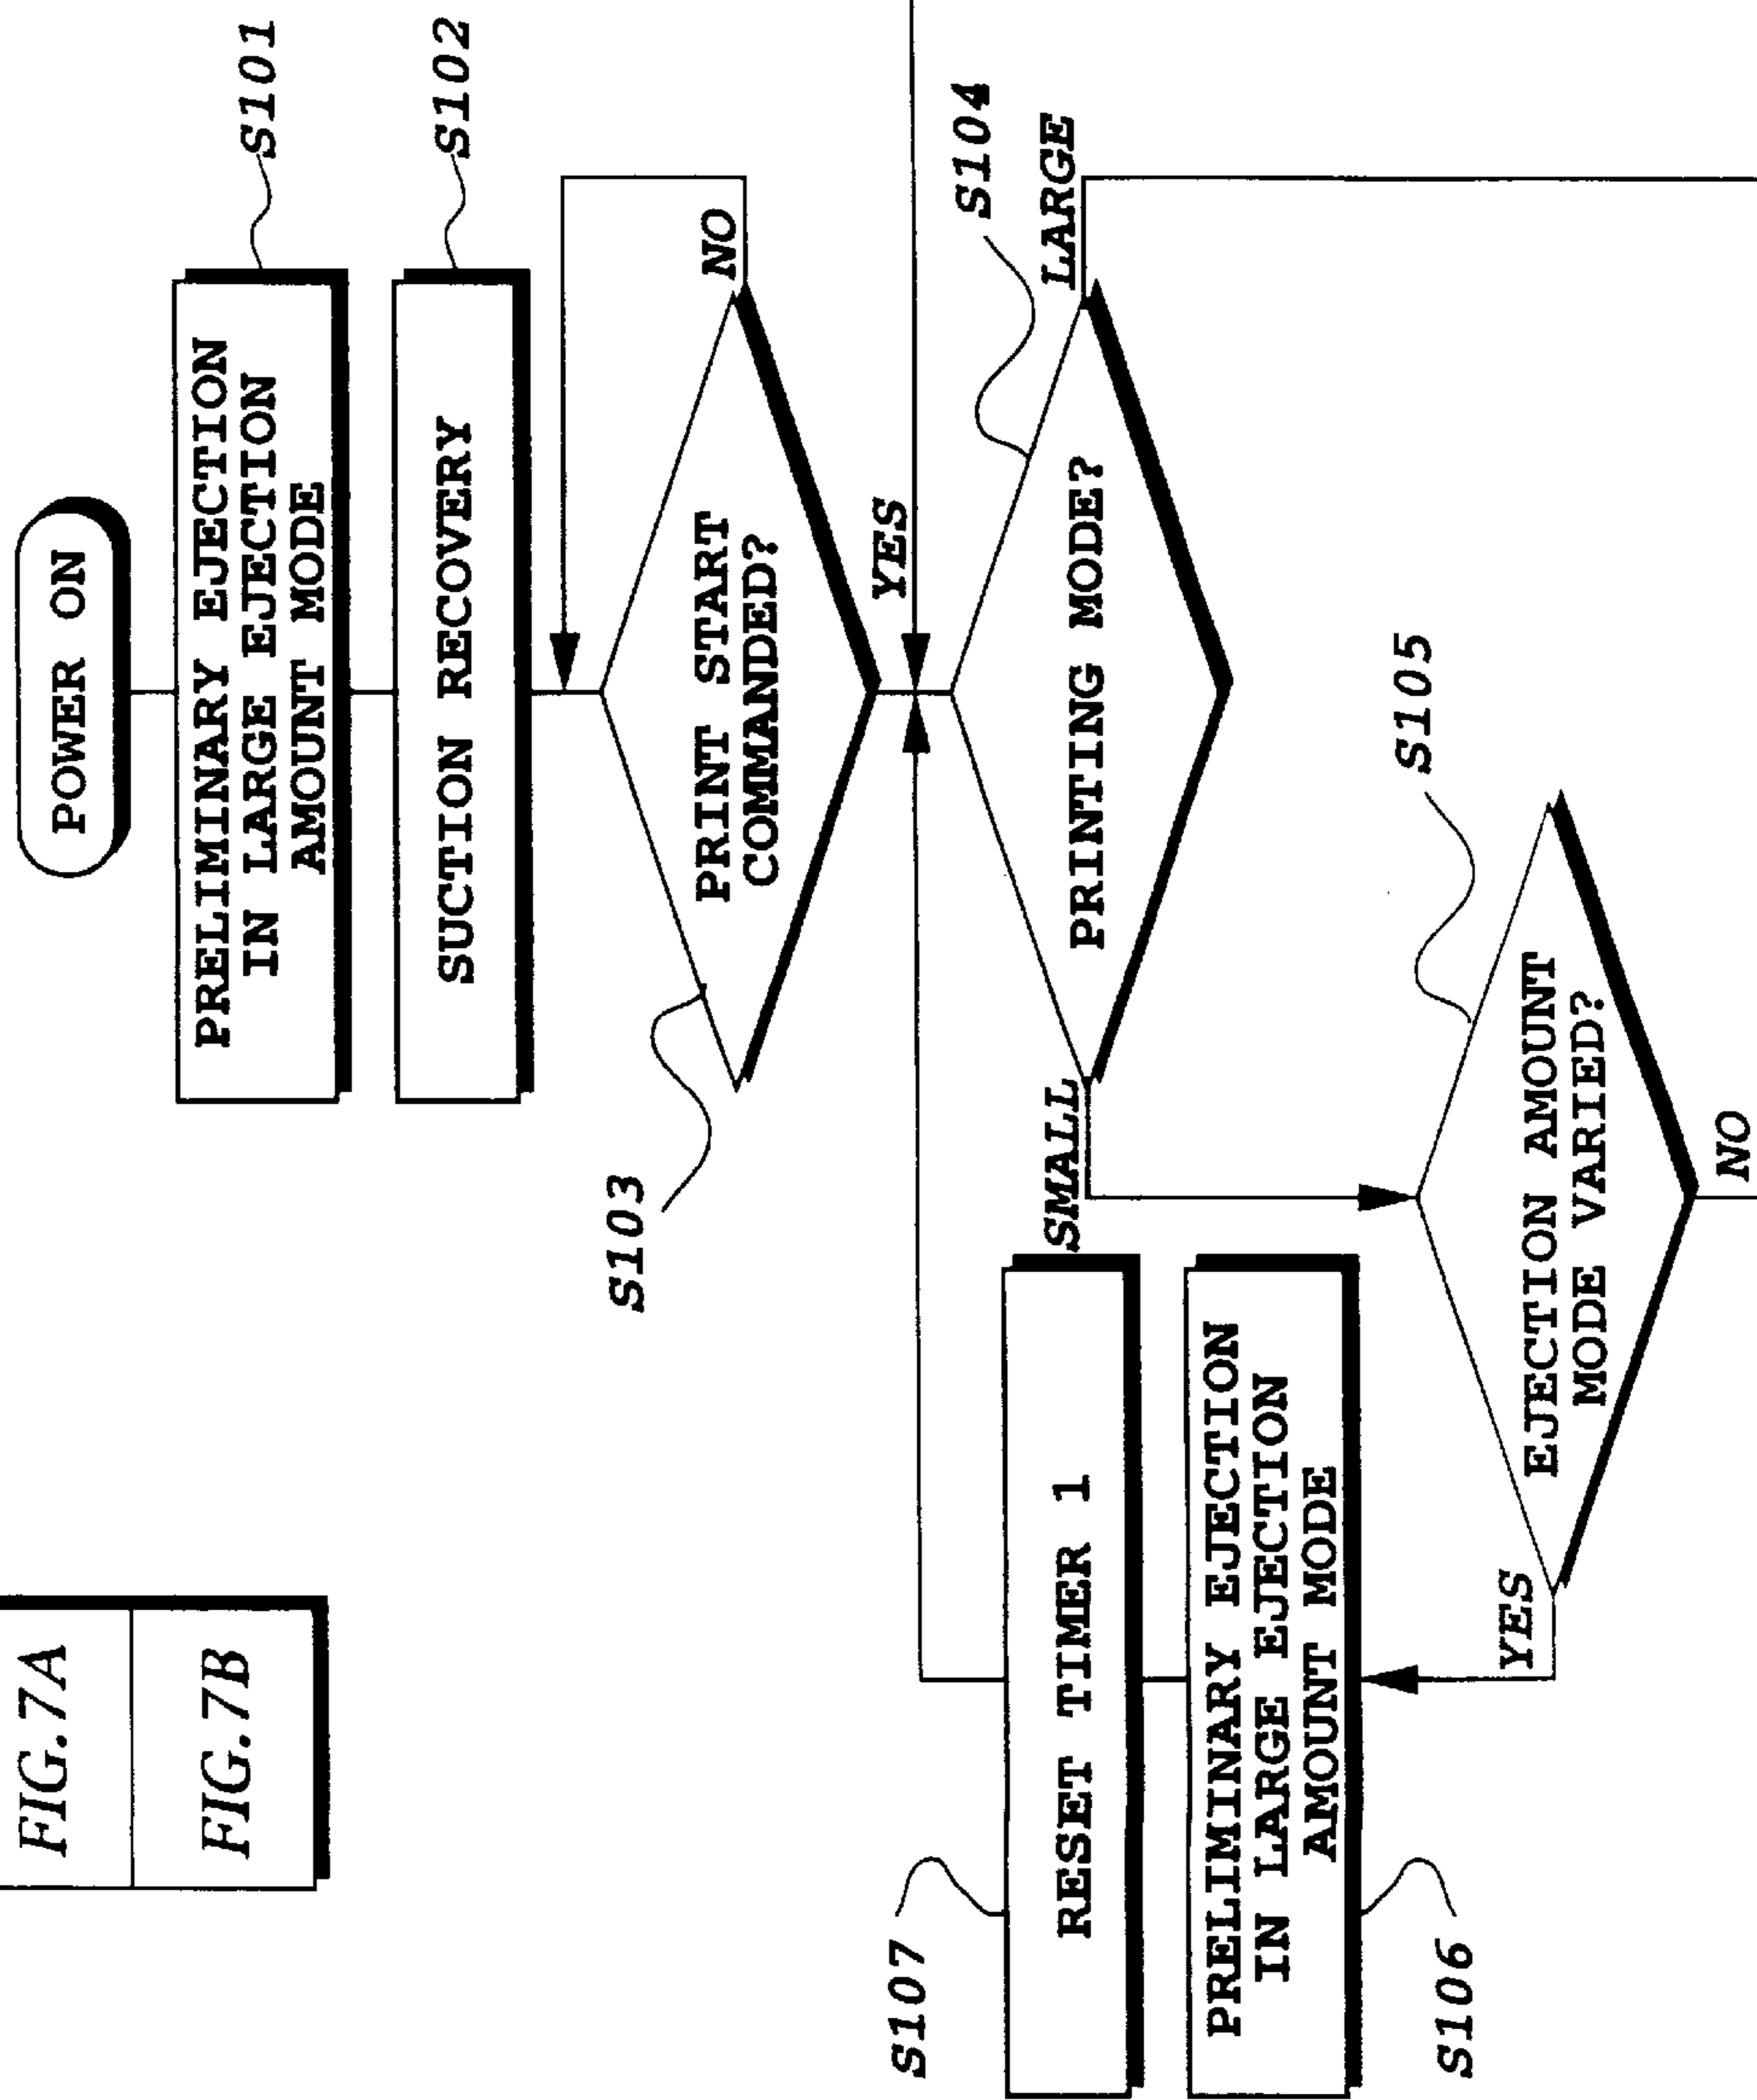 FIG.7A
FIG.7B
POWER ON
PRELIMINARY EJECTION
IN LARGE EJECTION
AMOUNT MODE
S101
SUCTION RECOVERY
S102
PRINT START
COMMANDED?
S103
NO
YES
PRINTING MODE?
S104
LARGE
SMALL
EJECTION AMOUNT
MODE VARIED?
S105
YES
NO
PRELIMINARY EJECTION
IN LARGE EJECTION
AMOUNT MODE
S106
RESET TIMER 1
S107